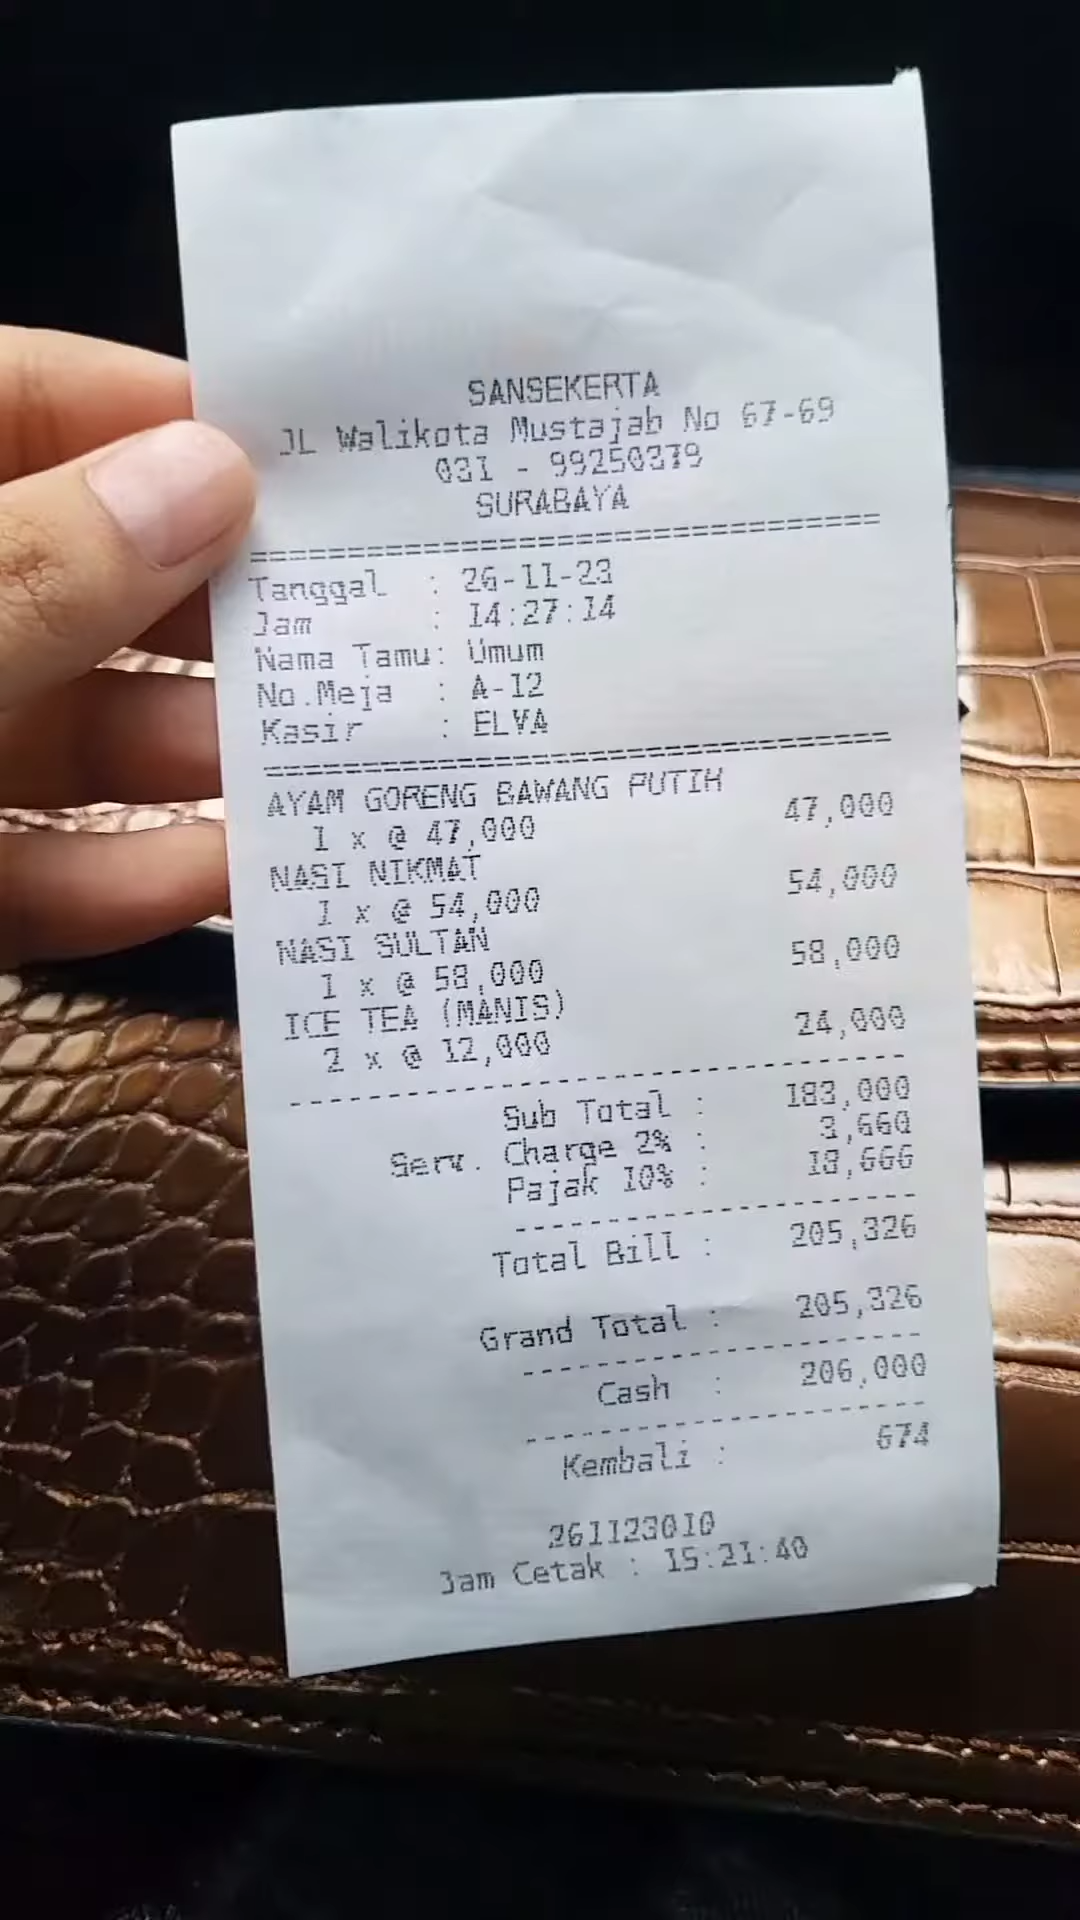 SANSEKERTA
JL Walikota Mustajab No 67-69
031 - 99250379
SURABAYA
================================
Tanggal : 26-11-23
Jam : 14:27:14
Nama Tamu: Umum
No.Meja : A-12
Kasir : ELVA
================================
AYAM GORENG BAWANG PUTIH
1 x @ 47,000 47,000
NASI NIKMAT
1 x @ 54,000 54,000
NASI SULTAN
1 x @ 58,000 58,000
ICE TEA (MANIS)
2 x @ 12,000 24,000
--------------------------------
Sub Total : 183,000
Serv. Charge 2% : 3,660
Pajak 10% : 18,666
--------------------
Total Bill : 205,326
Grand Total : 205,326
--------------------
Cash : 206,000
--------------------
Kembali : 674
261123010
Jam Cetak : 15:21:40